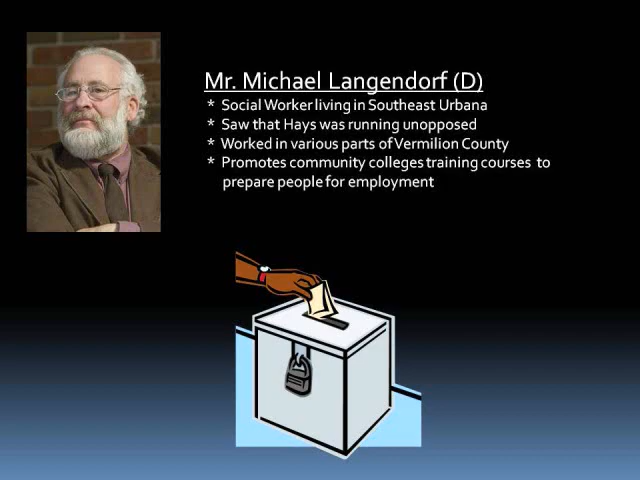 Mr. Michael Langendorf (D)
* Social Worker living in Southeast Urbana
* Saw that Hays was running unopposed
* Worked in various parts of Vermilion County
* Promotes community colleges training courses to
prepare people for employment